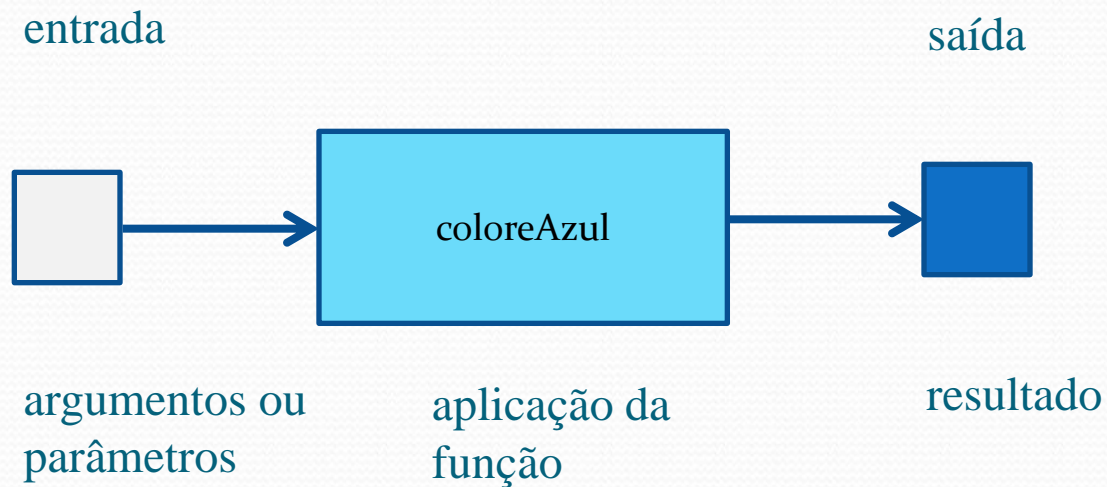 entrada
saída
coloreAzul
argumentos ou
parâmetros
aplicação da
função
resultado